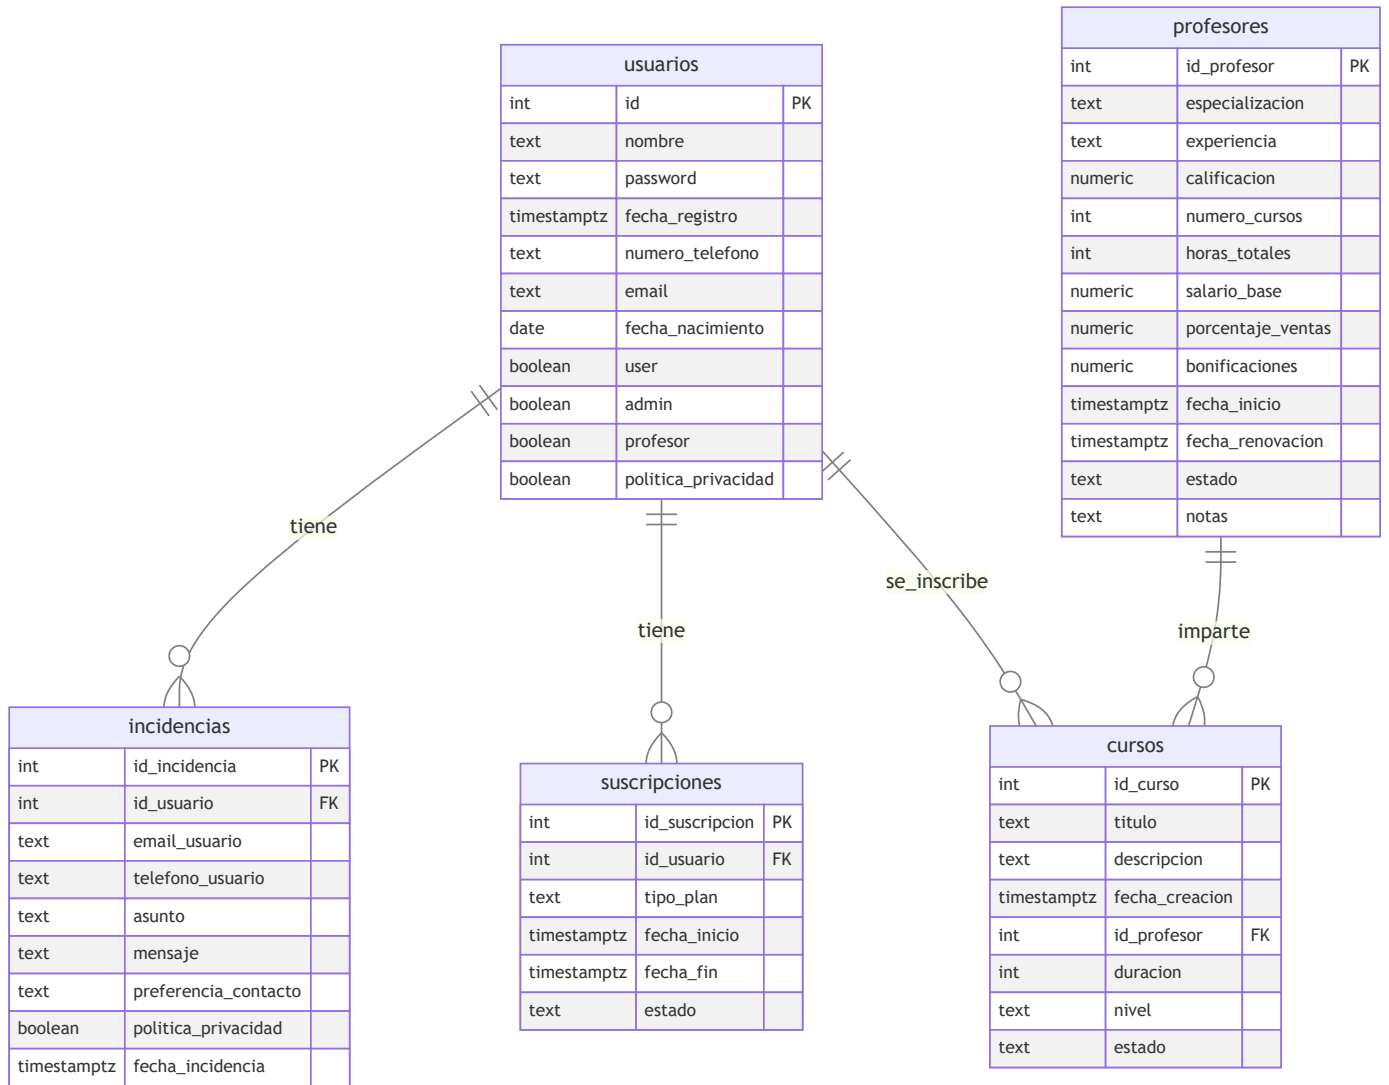 usuarios
int id PK
text nombre
text password
timestamptz fecha_registro
text numero_telefono
text email
date fecha_nacimiento
boolean user
boolean admin
boolean profesor
boolean politica_privacidad
profesores
int id_profesor PK
text especializacion
text experiencia
numeric calificacion
int numero_cursos
int horas_totales
numeric salario_base
numeric porcentaje_ventas
numeric bonificaciones
timestamptz fecha_inicio
timestamptz fecha_renovacion
text estado
text notas
tiene
tiene
se_inscribe
imparte
incidencias
int id_incidencia PK
int id_usuario FK
text email_usuario
text telefono_usuario
text asunto
text mensaje
text preferencia_contacto
boolean politica_privacidad
timestamptz fecha_incidencia
suscripciones
int id_suscripcion PK
int id_usuario FK
text tipo_plan
timestamptz fecha_inicio
timestamptz fecha_fin
text estado
cursos
int id_curso PK
text titulo
text descripcion
timestamptz fecha_creacion
int id_profesor FK
int duracion
text nivel
text estado